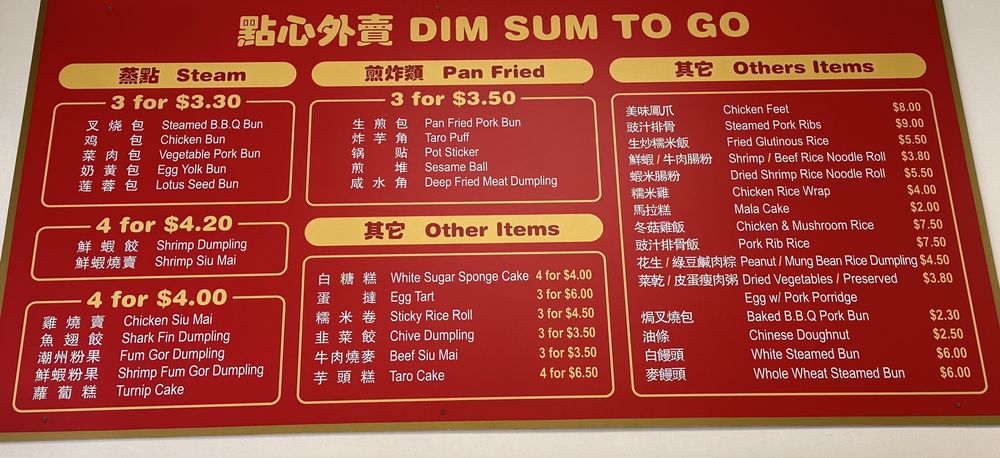 點心外賣 DIM SUM TO GO
蒸點 Steam
3 for $3.30
叉燒包 Steamed B.B.Q Bun
鸡包 Chicken Bun
菜肉包 Vegetable Pork Bun
奶黃包 Egg Yolk Bun
莲蓉包 Lotus Seed Bun
4 for $4.20
鮮蝦餃 Shrimp Dumpling
鮮蝦燒賣 Shrimp Siu Mai
4 for $4.00
雞燒賣 Chicken Siu Mai
魚翅餃 Shark Fin Dumpling
潮州粉果 Fum Gor Dumpling
鮮蝦粉果 Shrimp Fum Gor Dumpling
蘿蔔糕 Turnip Cake
煎炸類 Pan Fried
3 for $3.50
生煎包 Pan Fried Pork Bun
炸芋角 Taro Puff
锅贴 Pot Sticker
煎堆 Sesame Ball
咸水角 Deep Fried Meat Dumpling
其它 Other Items
白糖糕 White Sugar Sponge Cake 4 for $4.00
蛋撻 Egg Tart 3 for $6.00
糯米卷 Sticky Rice Roll 3 for $4.50
韭菜餃 Chive Dumpling 3 for $3.50
牛肉燒麥 Beef Siu Mai 3 for $3.50
芋頭糕 Taro Cake 4 for $6.50
其它 Others Items
美味鳳爪 Chicken Feet $8.00
豉汁排骨 Steamed Pork Ribs $9.00
生炒糯米飯 Fried Glutinous Rice $5.50
鮮蝦 / 牛肉腸粉 Shrimp / Beef Rice Noodle Roll $3.80
蝦米腸粉 Dried Shrimp Rice Noodle Roll $5.50
糯米雞 Chicken Rice Wrap $4.00
馬拉糕 Mala Cake $2.00
冬菇雞飯 Chicken & Mushroom Rice $7.50
豉汁排骨飯 Pork Rib Rice $7.50
花生 / 綠豆鹹肉粽 Peanut / Mung Bean Rice Dumpling $4.50
菜乾 / 皮蛋瘦肉粥 Dried Vegetables / Preserved $3.80
Egg w/ Pork Porridge
焗叉燒包 Baked B.B.Q Pork Bun $2.30
油條 Chinese Doughnut $2.50
白饅頭 White Steamed Bun $6.00
麥饅頭 Whole Wheat Steamed Bun $6.00